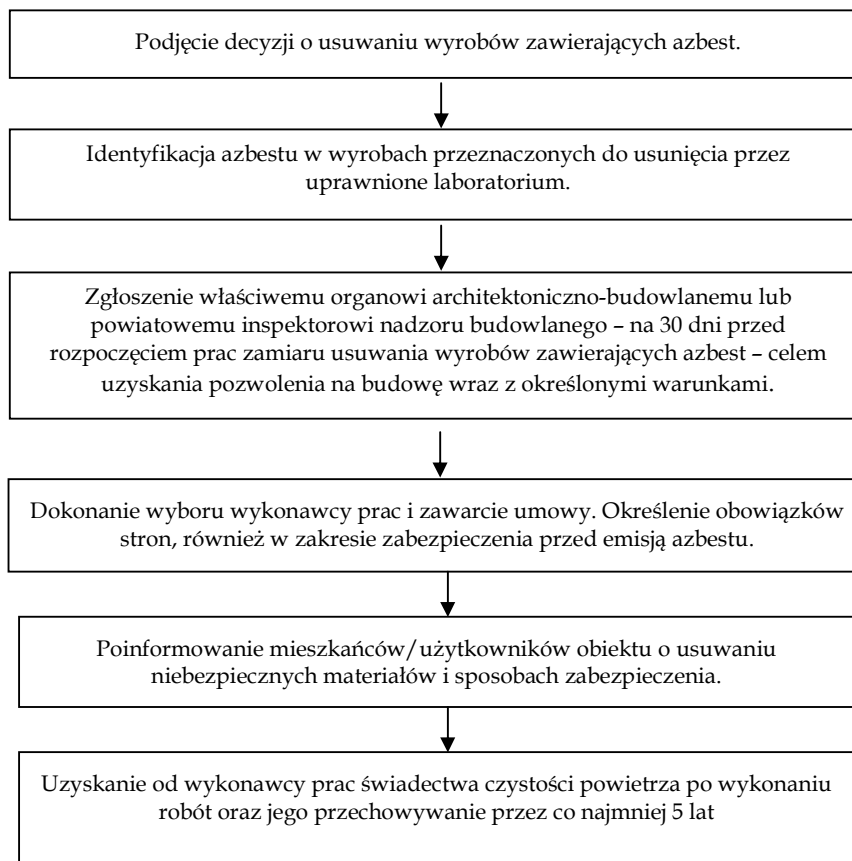 Podjęcie decyzji o usuwaniu wyrobów zawierających azbest.
Identyfikacja azbestu w wyrobach przeznaczonych do usunięcia przez
uprawnione laboratorium.
Zgłoszenie właściwemu organowi architektoniczno-budowlanemu lub
powiatowemu inspektorowi nadzoru budowlanego – na 30 dni przed
rozpoczęciem prac zamiaru usuwania wyrobów zawierających azbest – celem
uzyskania pozwolenia na budowę wraz z określonymi warunkami.
Dokonanie wyboru wykonawcy prac i zawarcie umowy. Określenie obowiązków
stron, również w zakresie zabezpieczenia przed emisją azbestu.
Poinformowanie mieszkańców/użytkowników obiektu o usuwaniu
niebezpiecznych materiałów i sposobach zabezpieczenia.
Uzyskanie od wykonawcy prac świadectwa czystości powietrza po wykonaniu
robót oraz jego przechowywanie przez co najmniej 5 lat